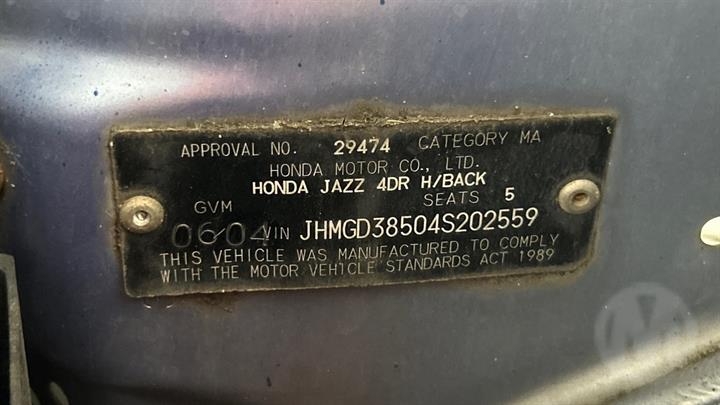 APPROVAL NO. 29474 CATEGORY MA
HONDA MOTOR CO., LTD.
HONDA JAZZ 4DR H/BACK
GVM SEATS 5
0604 VIN JHMGD38504S202559
THIS VEHICLE WAS MANUFACTURED TO COMPLY
WITH THE MOTOR VEHICLE STANDARDS ACT 1989